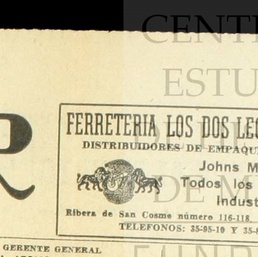 CENT
ESTU
R
FERRETERIA LOS DOS LEO
DISTRIBUIDORES DE EMPAQU
Johns M
Todos los
Indust
Ribera de San Cosme número 116-118.
TELEFONOS: 35-95-10 Y 35-8
GERENTE GENERAL